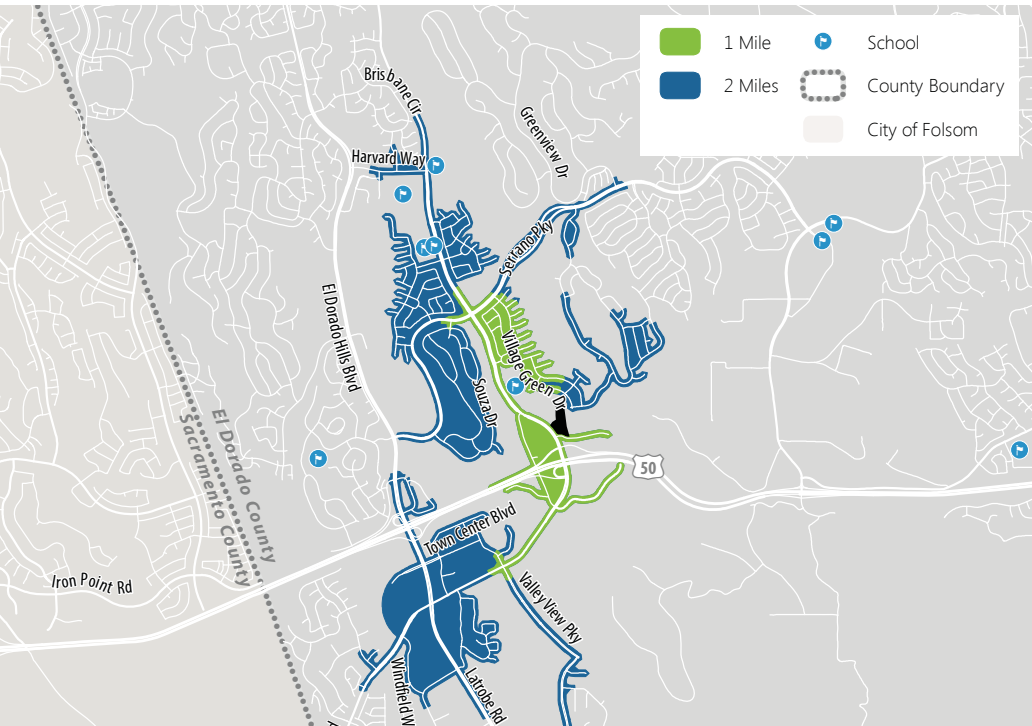 1 Mile
School
2 Miles
County Boundary
City of Folsom
Brisbane Cir
Harvard Way
Greenview Dr
Serrano Pky
El Dorado Hills Blvd
Village Green Dr
Souza Dr
El Dorado County
Sacramento County
50
Town Center Blvd
Iron Point Rd
Valley View Pky
Windfield W
Latrobe Rd